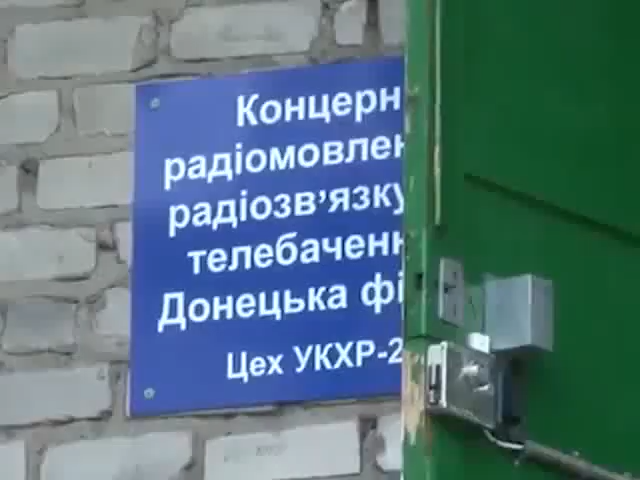 Концерн
радіомовлен
радіозв'язку
телебаченн
Донецька фі
Цех УКХР-2